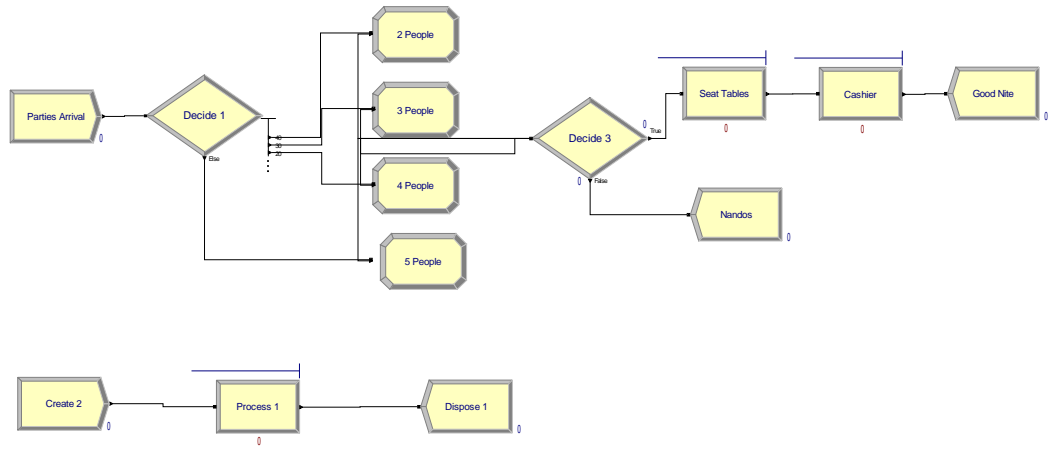 2 People
Parties Arrival
0
Decide 1
Else
40
30
20
3 People
4 People
5 People
Decide 3
0
True
0
False
Seat Tables
0
Cashier
0
Good Nite
0
Nandos
0
Create 2
0
Process 1
0
Dispose 1
0